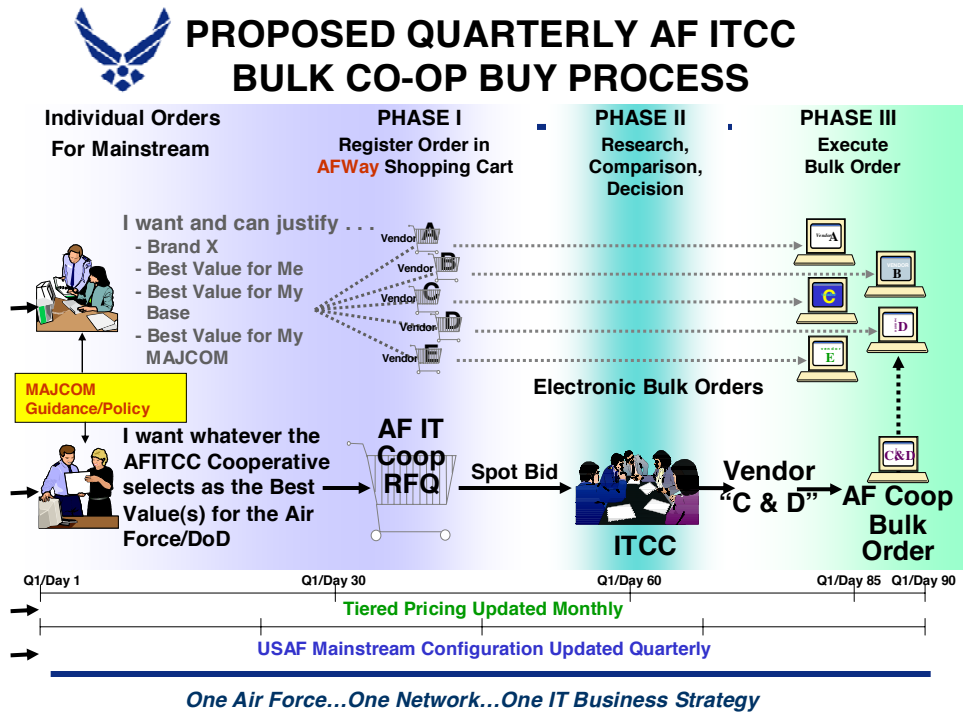 PROPOSED QUARTERLY AF ITCC
BULK CO-OP BUY PROCESS
Individual Orders
For Mainstream
PHASE I
Register Order in
AFWay Shopping Cart
PHASE II
Research,
Comparison,
Decision
PHASE III
Execute
Bulk Order
I want and can justify . . .
- Brand X
- Best Value for Me
- Best Value for My
Base
- Best Value for My
MAJCOM
Vendor A
Vendor B
Vendor C
Vendor D
Vendor E
Vendor A
VENDOR
B
C
D
E
Electronic Bulk Orders
MAJCOM
Guidance/Policy
I want whatever the
AFITCC Cooperative
selects as the Best
Value(s) for the Air
Force/DoD
AF IT
Coop
RFQ
Spot Bid
ITCC
Vendor
“C & D”
C&D
AF Coop
Bulk
Order
Q1/Day 1
Q1/Day 30
Q1/Day 60
Q1/Day 85
Q1/Day 90
Tiered Pricing Updated Monthly
USAF Mainstream Configuration Updated Quarterly
One Air Force…One Network…One IT Business Strategy